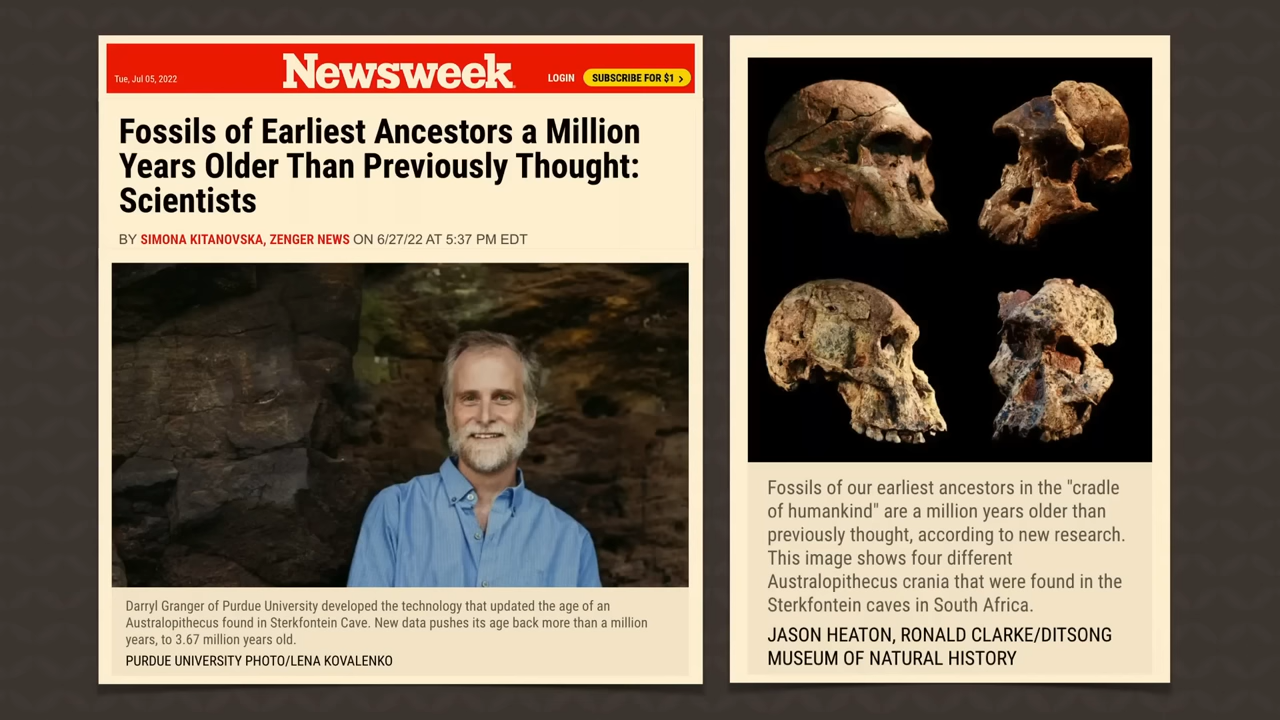 Tue, Jul 05, 2022
Newsweek
LOGIN
SUBSCRIBE FOR $1 >
Fossils of Earliest Ancestors a Million
Years Older Than Previously Thought:
Scientists
BY SIMONA KITANOVSKA, ZENGER NEWS ON 6/27/22 AT 5:37 PM EDT
Darryl Granger of Purdue University developed the technology that updated the age of an
Australopithecus found in Sterkfontein Cave. New data pushes its age back more than a million
years, to 3.67 million years old.
PURDUE UNIVERSITY PHOTO/LENA KOVALENKO
Fossils of our earliest ancestors in the "cradle
of humankind" are a million years older than
previously thought, according to new research.
This image shows four different
Australopithecus crania that were found in the
Sterkfontein caves in South Africa.
JASON HEATON, RONALD CLARKE/DITSONG
MUSEUM OF NATURAL HISTORY